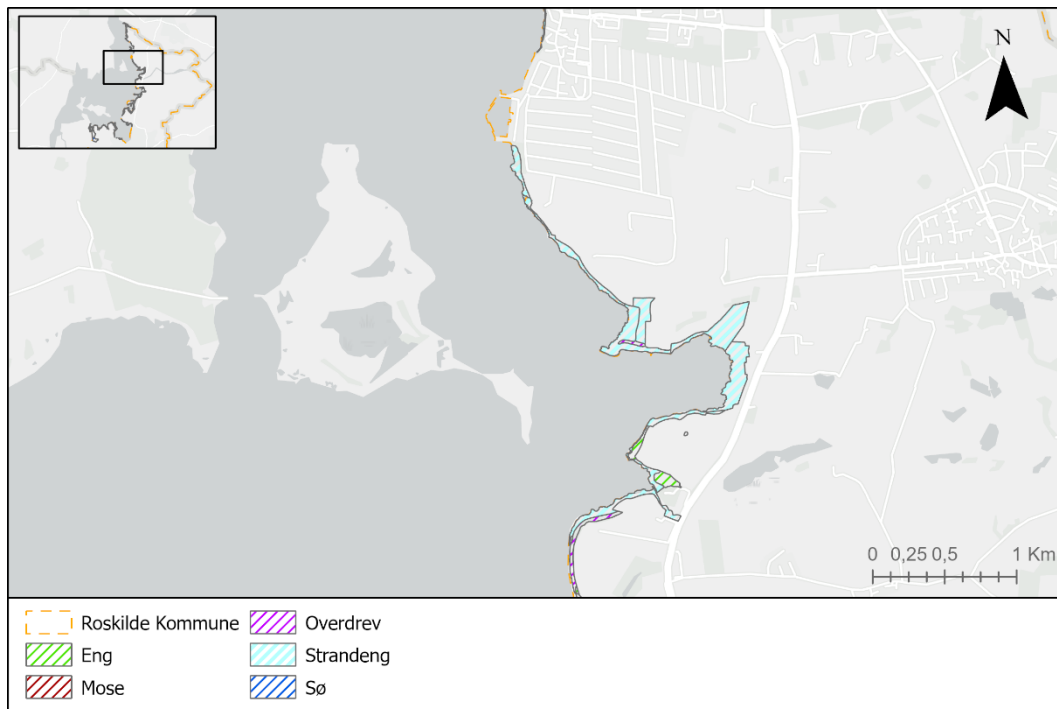 N
0 0,25 0,5 1 Km
Roskilde Kommune
Overdrev
Eng
Strandeng
Mose
Sø